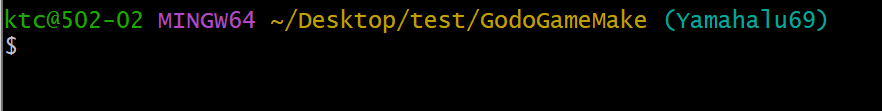 ktc@502-02 MINGW64 ~/Desktop/test/GodoGameMake (Yamahalu69)
$